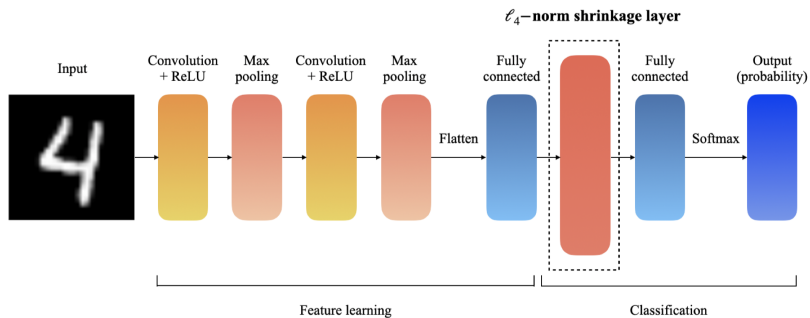 ℓ4–norm shrinkage layer
Input
Convolution
+ ReLU
Max
pooling
Convolution
+ ReLU
Max
pooling
Fully
connected
Fully
connected
Output
(probability)
4
Flatten
Softmax
Feature learning
Classification